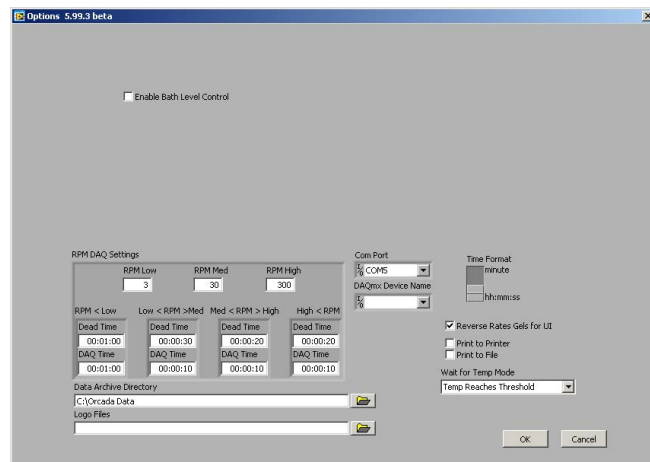 Options 5.99.3 beta
Enable Bath Level Control
RPM DAQ Settings
RPM Low RPM Med RPM High
3 30 300
RPM < Low Low < RPM >Med Med < RPM > High High < RPM
Dead Time Dead Time Dead Time Dead Time
00:01:00 00:00:30 00:00:20 00:00:20
DAQ Time DAQ Time DAQ Time DAQ Time
00:01:00 00:00:10 00:00:10 00:00:10
Data Archive Directory
C:\Orcada Data
Logo Files
Com Port
COM5
DAQmx Device Name
Time Format
minute
hh:mm:ss
Reverse Rates Gels for UI
Print to Printer
Print to File
Wait for Temp Mode
Temp Reaches Threshold
OK Cancel